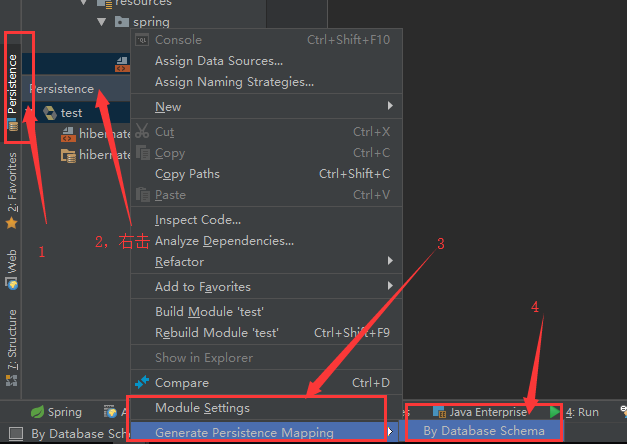 resources
spring
Persistence
Persistence
test
hibernate
hibernate
2: Favorites
Web
7: Structure
Console Ctrl+Shift+F10
Assign Data Sources...
Assign Naming Strategies...
New
Cut Ctrl+X
Copy Ctrl+C
Copy Paths Ctrl+Shift+C
Paste Ctrl+V
Inspect Code...
Analyze Dependencies...
Refactor
Add to Favorites
Build Module 'test'
Rebuild Module 'test' Ctrl+Shift+F9
Show in Explorer
Compare Ctrl+D
Module Settings
Generate Persistence Mapping
By Database Schema
1
2，右击
3
4
Spring
Java Enterprise
4: Run
By Database Sche